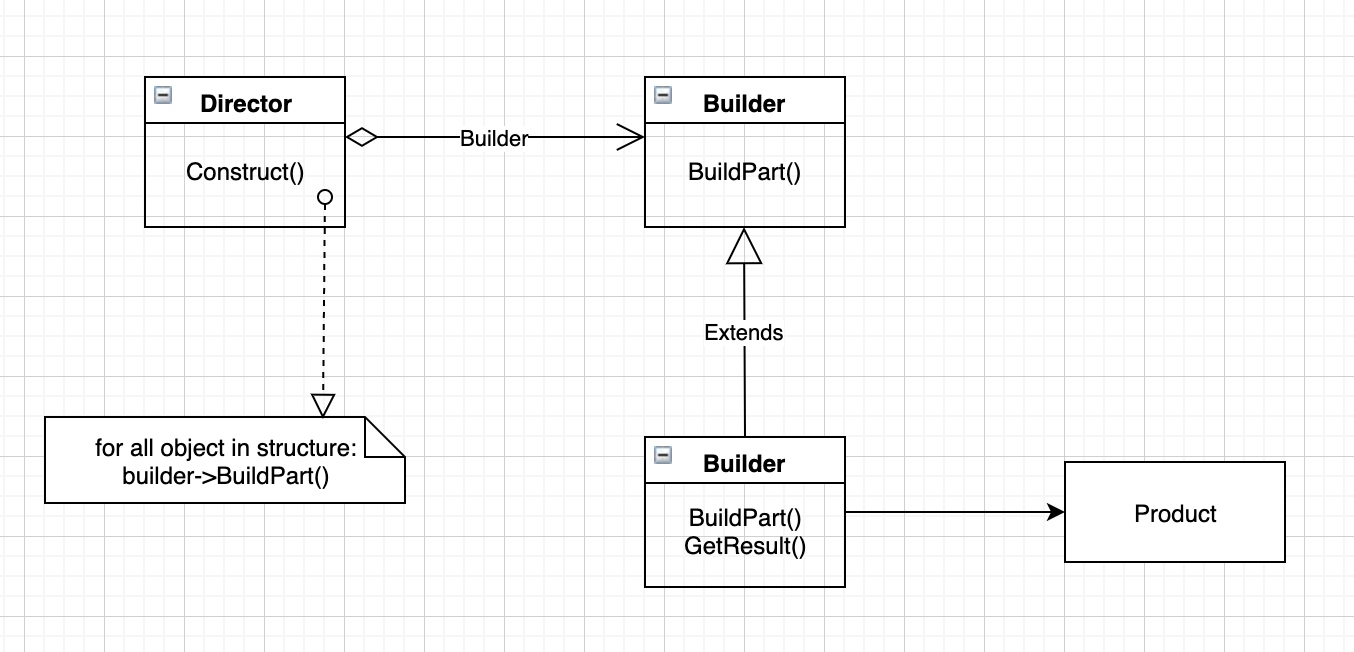 Director
Construct()
Builder
Builder
BuildPart()
Extends
for all object in structure:
builder->BuildPart()
Builder
BuildPart()
GetResult()
Product